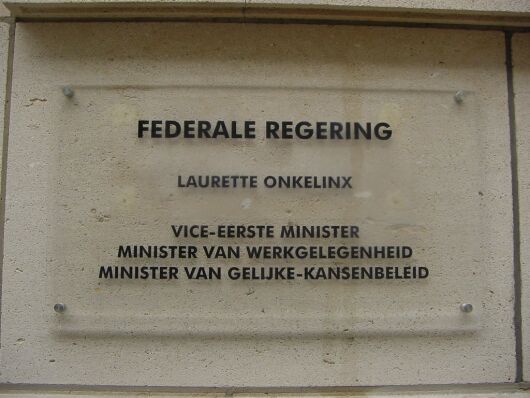 FEDERALE REGERING
LAURETTE ONKELINX
VICE-EERSTE MINISTER
MINISTER VAN WERKGELEGENHEID
MINISTER VAN GELIJKE-KANSENBELEID